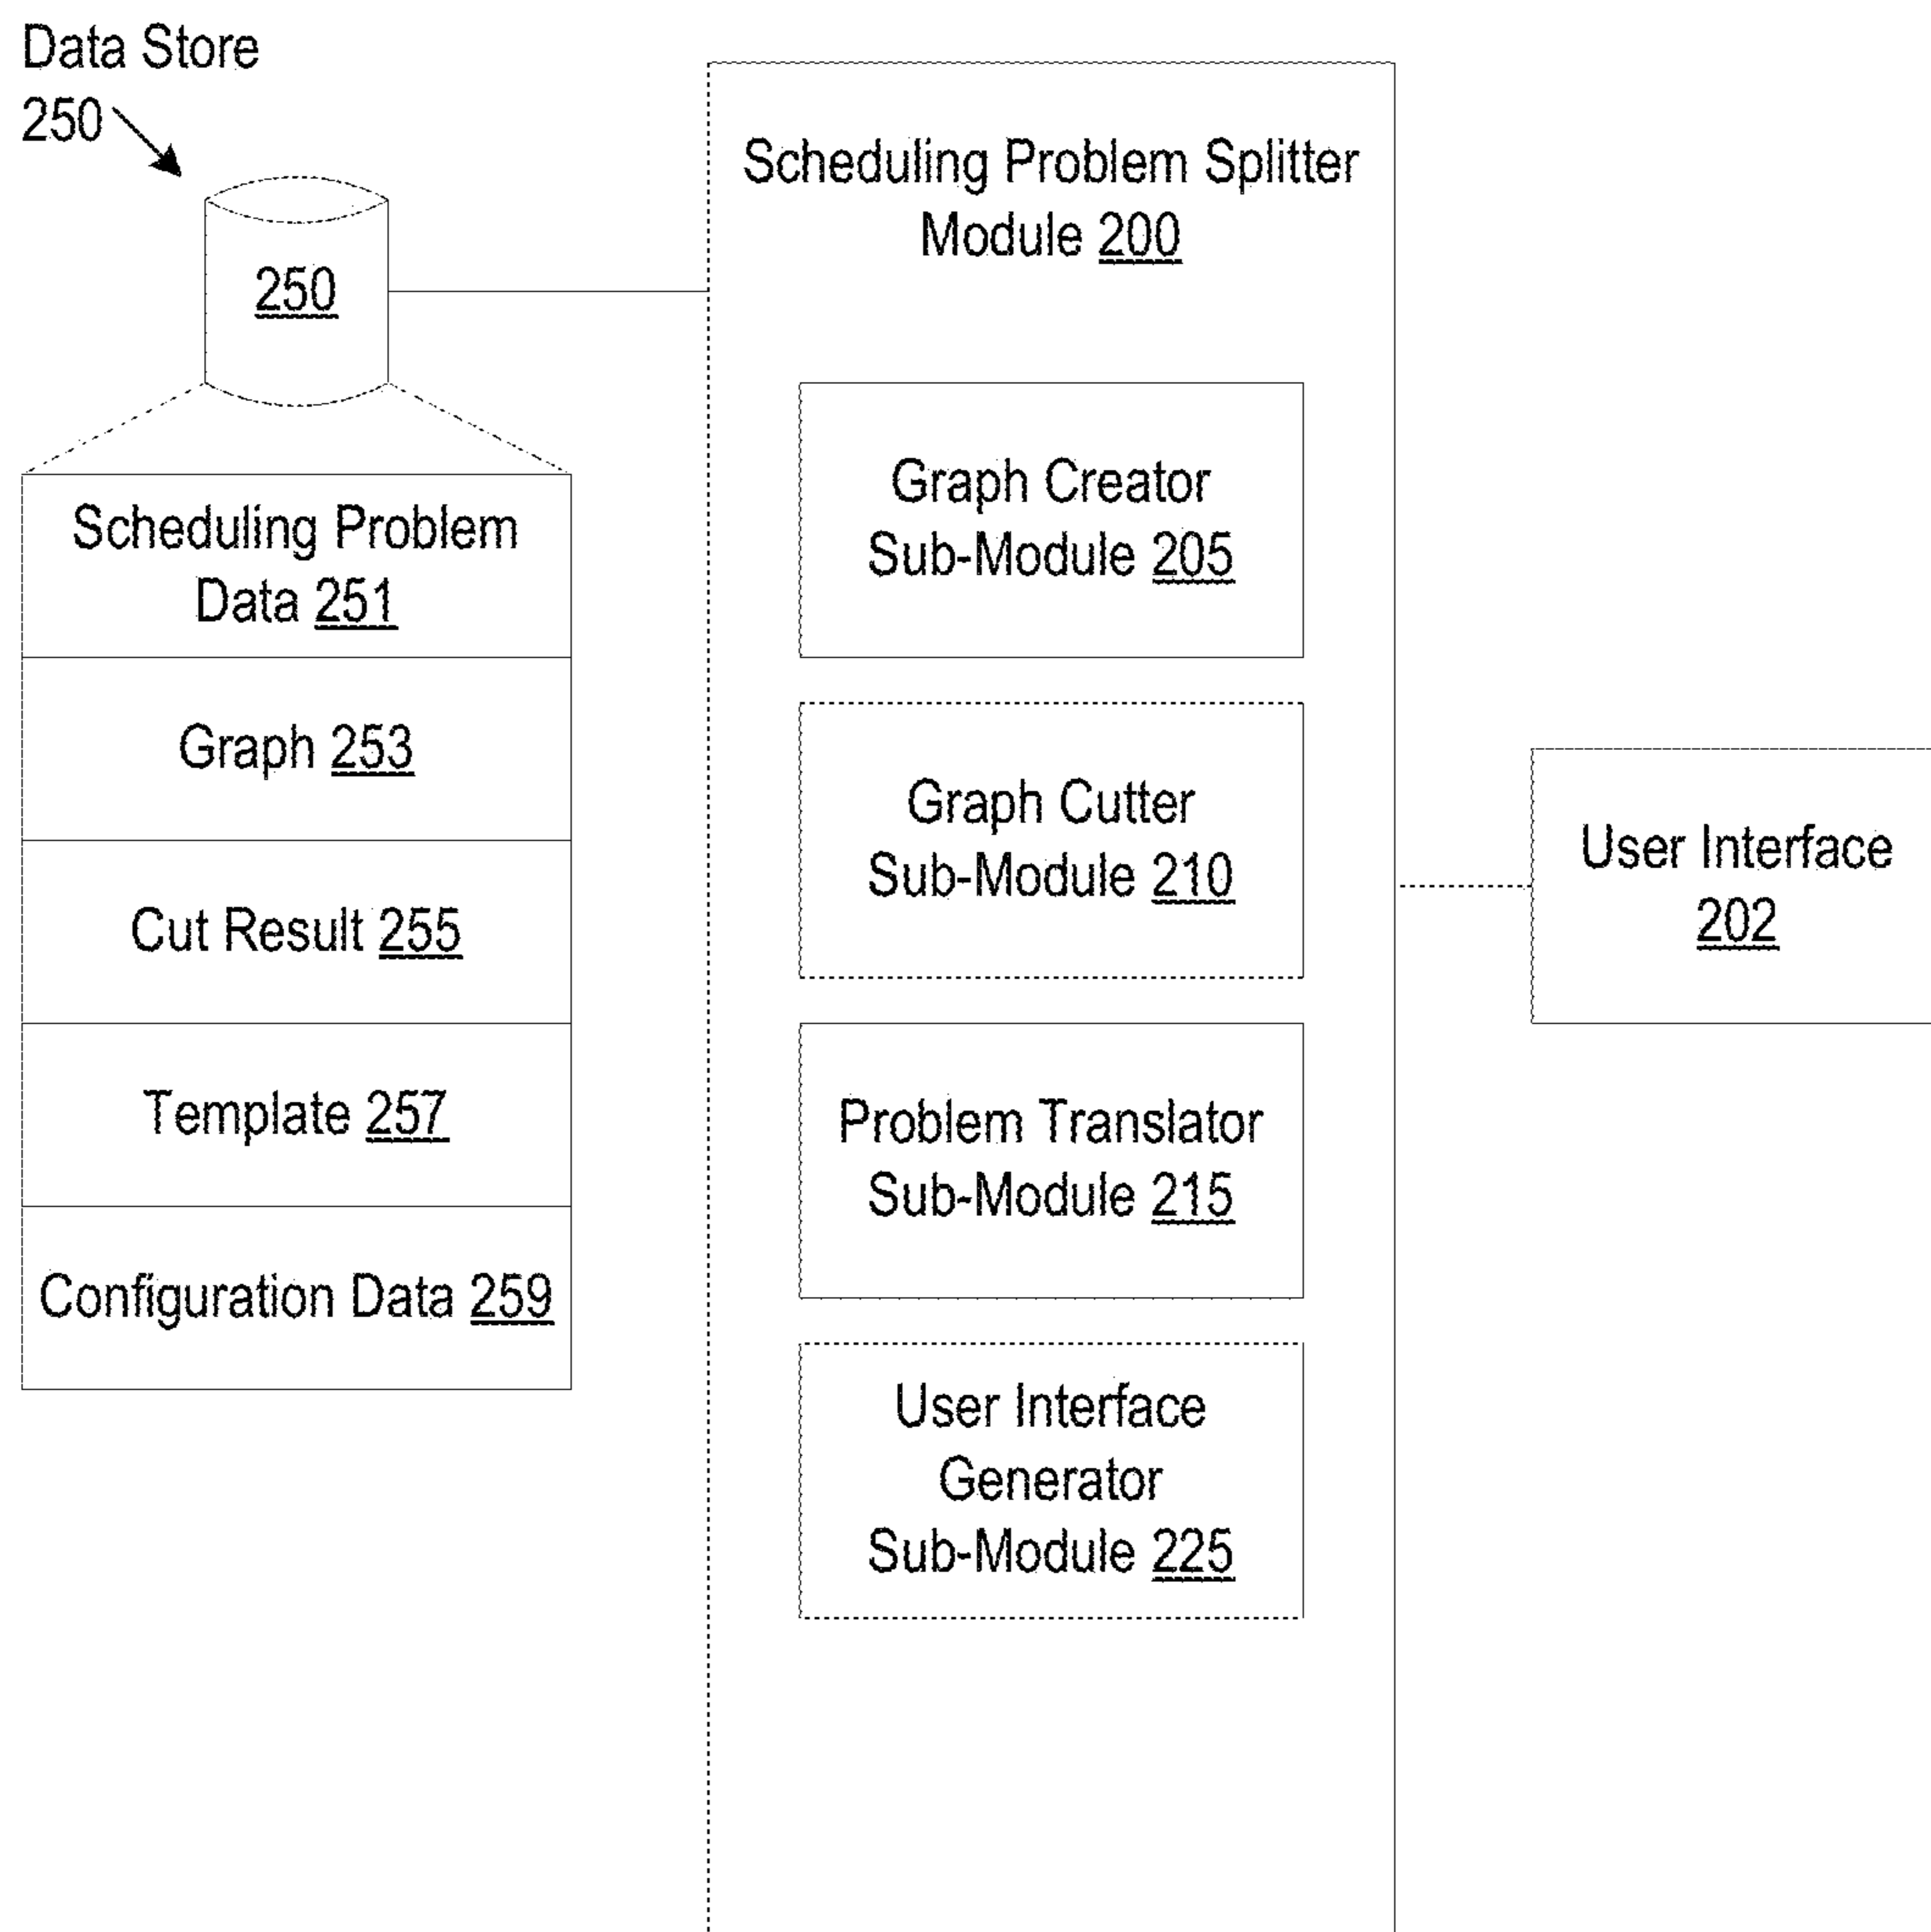 Data Store
250
250
Scheduling Problem
Data 251
Graph 253
Cut Result 255
Template 257
Configuration Data 259
Scheduling Problem Splitter
Module 200
Graph Creator
Sub-Module 205
Graph Cutter
Sub-Module 210
Problem Translator
Sub-Module 215
User Interface
Generator
Sub-Module 225
User Interface
202